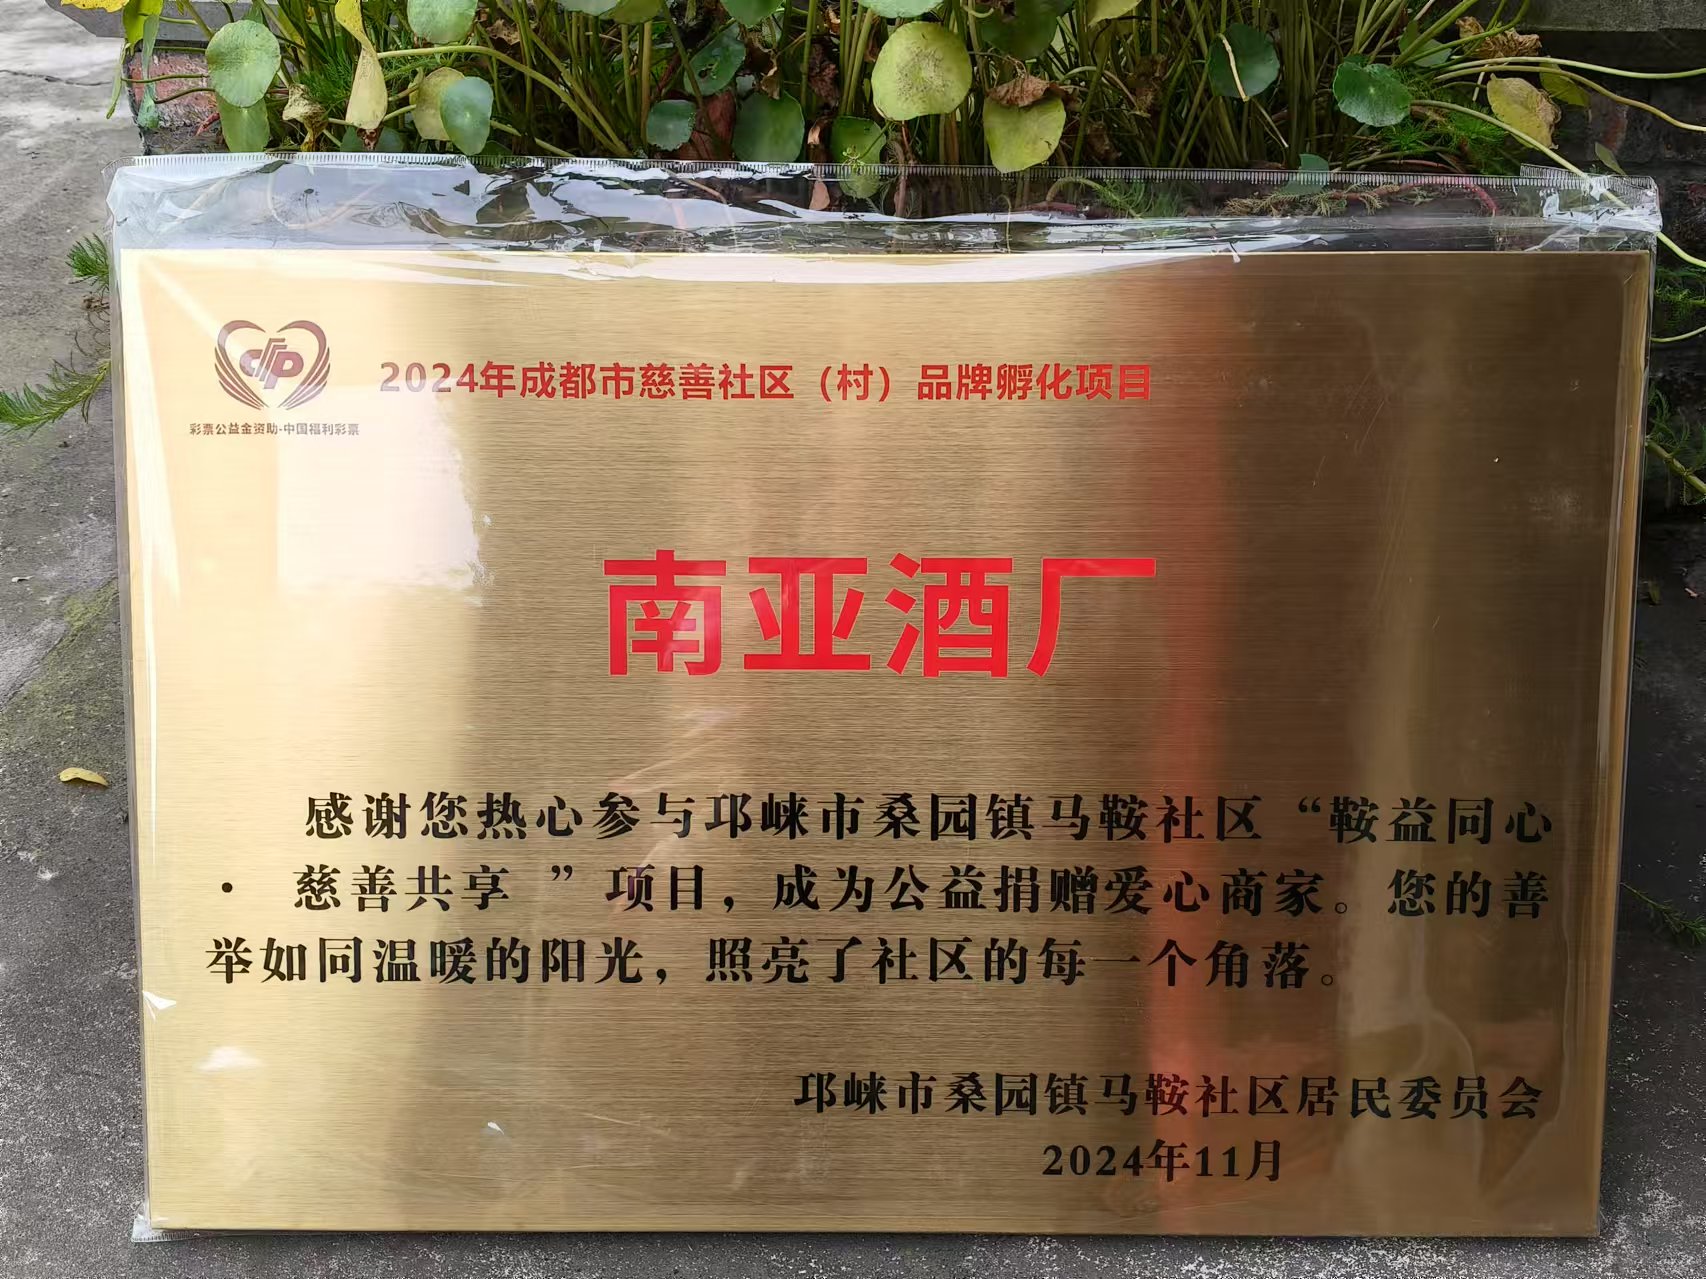 2024年成都市慈善社区（村）品牌孵化项目
彩票公益金资助-中国福利彩票
南亚酒厂
感谢您热心参与邛崃市桑园镇马鞍社区“鞍益同心
· 慈善共享 ”项目，成为公益捐赠爱心商家。您的善
举如同温暖的阳光，照亮了社区的每一个角落。
邛崃市桑园镇马鞍社区居民委员会
2024年11月